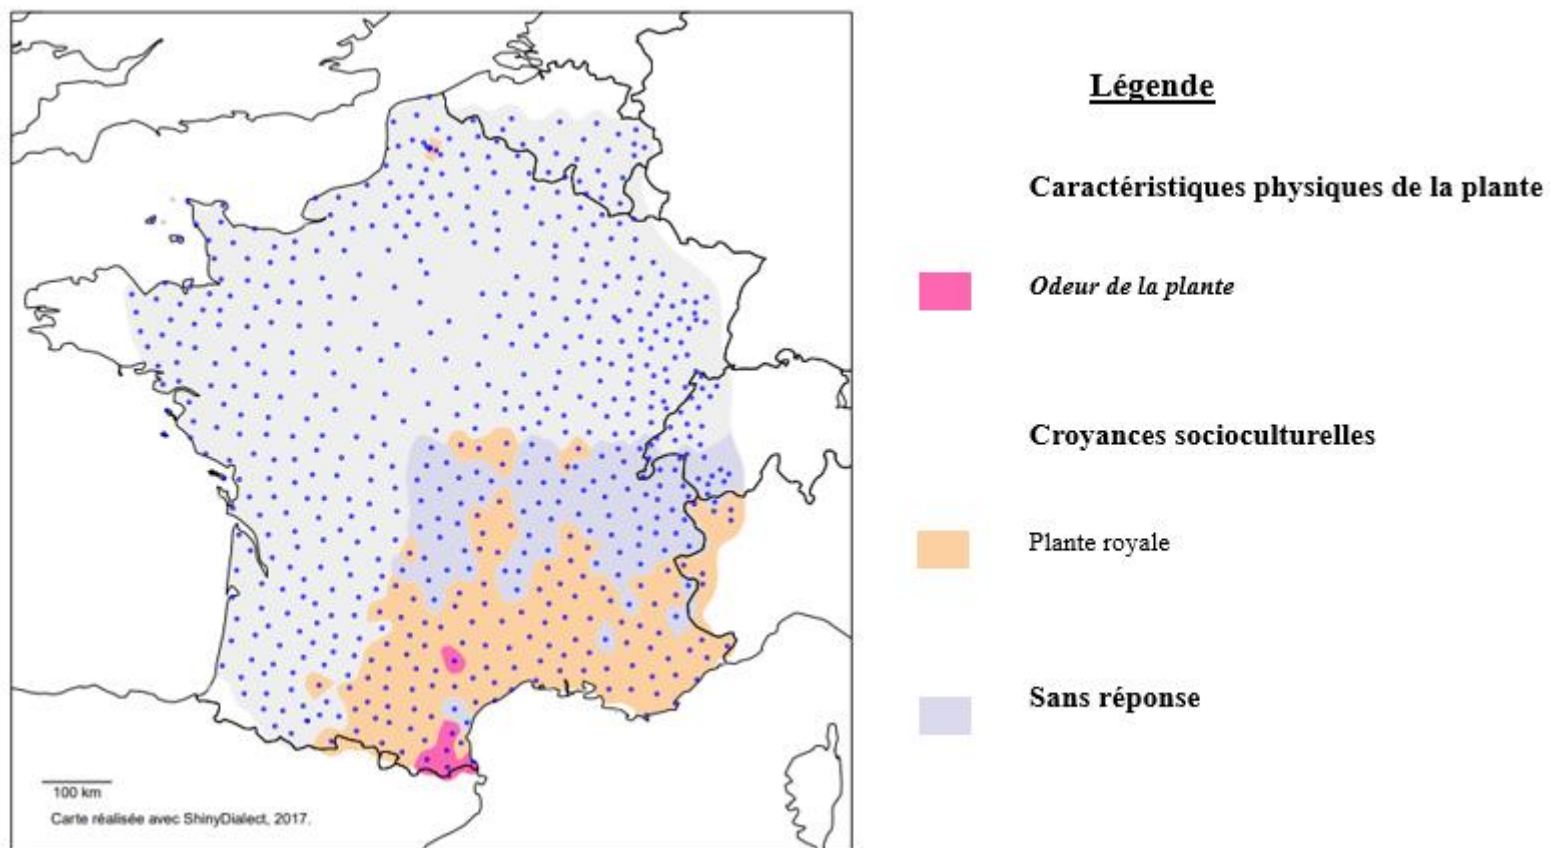 Légende
Caractéristiques physiques de la plante
Odeur de la plante
Croyances socioculturelles
Plante royale
Sans réponse
100 km
Carte réalisée avec ShinyDialect, 2017.